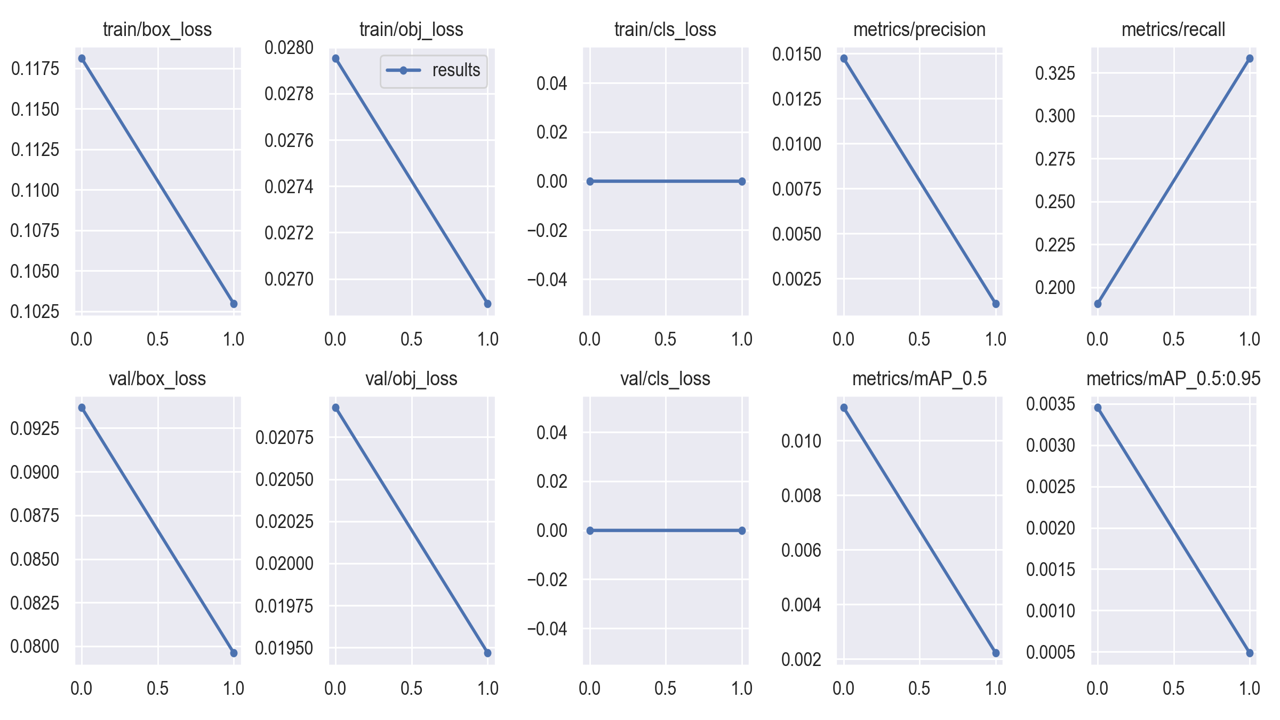 train/box_loss
0.1175
0.1150
0.1125
0.1100
0.1075
0.1050
0.1025
0.0 0.5 1.0
train/obj_loss
results
0.0280
0.0278
0.0276
0.0274
0.0272
0.0270
0.0 0.5 1.0
train/cls_loss
0.04
0.02
0.00
−0.02
−0.04
0.0 0.5 1.0
metrics/precision
0.0150
0.0125
0.0100
0.0075
0.0050
0.0025
0.0 0.5 1.0
metrics/recall
0.325
0.300
0.275
0.250
0.225
0.200
0.0 0.5 1.0
val/box_loss
0.0925
0.0900
0.0875
0.0850
0.0825
0.0800
0.0 0.5 1.0
val/obj_loss
0.02075
0.02050
0.02025
0.02000
0.01975
0.01950
0.0 0.5 1.0
val/cls_loss
0.04
0.02
0.00
−0.02
−0.04
0.0 0.5 1.0
metrics/mAP_0.5
0.010
0.008
0.006
0.004
0.002
0.0 0.5 1.0
metrics/mAP_0.5:0.95
0.0035
0.0030
0.0025
0.0020
0.0015
0.0010
0.0005
0.0 0.5 1.0